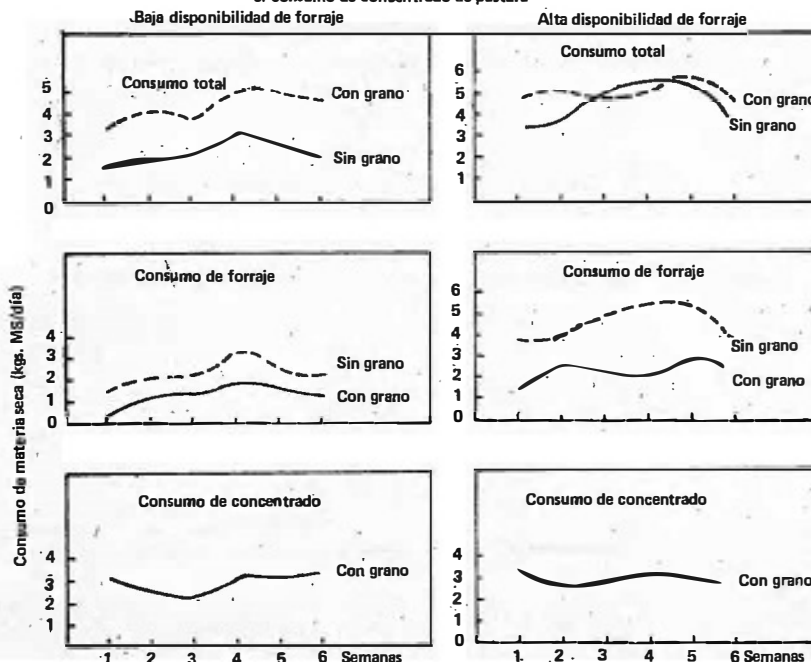 el consumo de concentrado de pastura
Baja disponibilidad de forraje
Alta disponibilidad de forraje
Consumo de materia seca (kgs. MS/día)
Consumo total
5
4
3
2
1
0
Con grano
Sin grano
Consumo total
6
5
4
3
2
1
Con grano
Sin grano
Consumo de forraje
4
3
2
1
0
Sin grano
Con grano
Consumo de forraje
6
5
4
3
2
1
0
Sin grano
Con grano
Consumo de concentrado
4
3
2
1
Con grano
1 2 3 4 5 6 Semanas
Consumo de concentrado
4
3
2
1
0
Con grano
1 2 3 4 5 6 Semanas